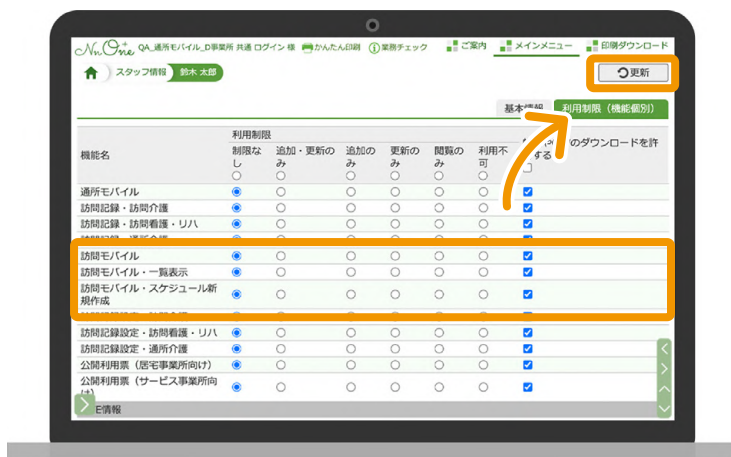 Nn.One QA_通所モバイル_D事業所 共通 ログイン 様 かんたん印刷 業務チェック ご案内 メインメニュー 印刷ダウンロード
スタッフ情報 鈴木 太郎 更新
基本情報 利用制限（機能個別）
利用制限
機能名 制限なし 追加・更新のみ 追加のみ 更新のみ 閲覧のみ 利用不可 のダウンロードを許
する
通所モバイル
訪問記録・訪問介護
訪問記録・訪問看護・リハ
訪問モバイル
訪問モバイル・一覧表示
訪問モバイル・スケジュール新
規作成
訪問記録設定・訪問看護・リハ
訪問記録設定・通所介護
公開利用票（居宅事業所向け）
公開利用票（サービス事業所向
け）
E情報